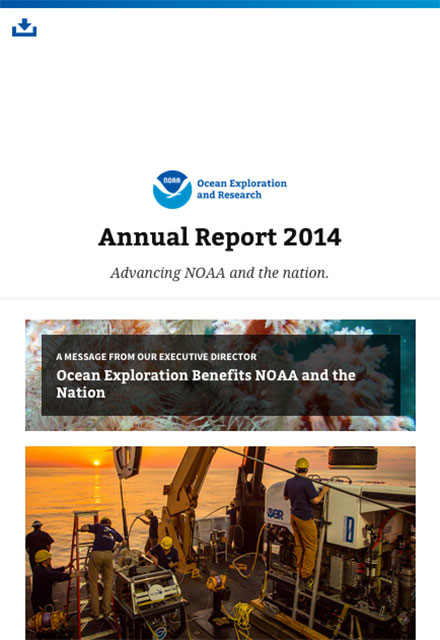 NOAA
Ocean Exploration
and Research
Annual Report 2014
Advancing NOAA and the nation.
A MESSAGE FROM OUR EXECUTIVE DIRECTOR
Ocean Exploration Benefits NOAA and the
Nation